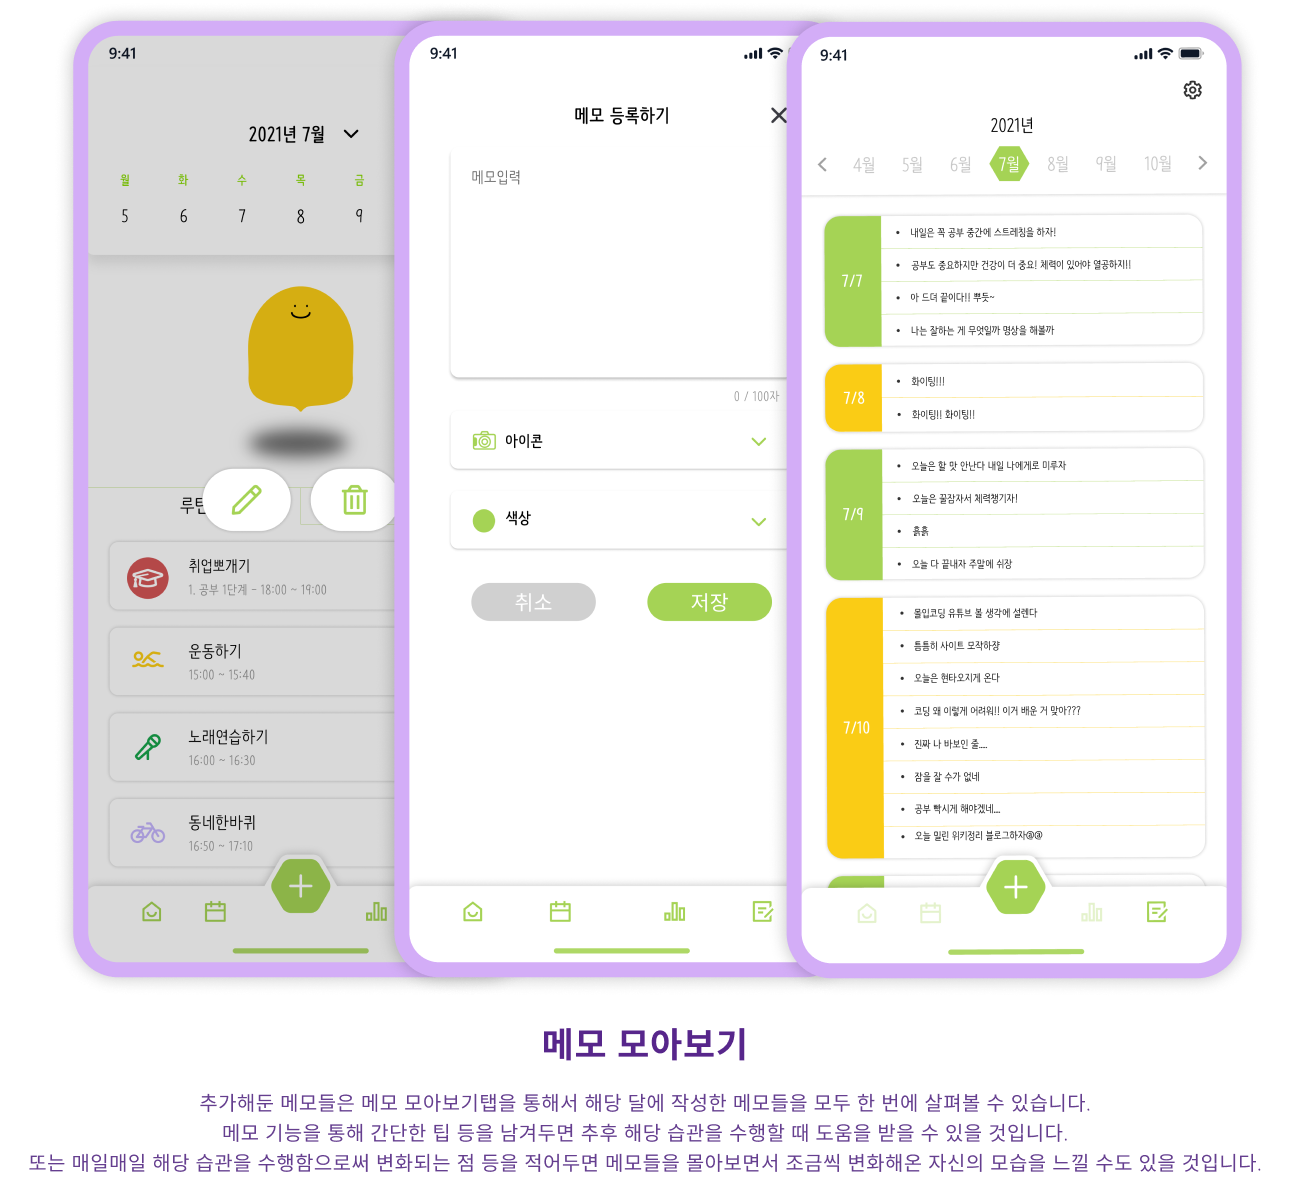 9:41
2021년 7월
월 화 수 목 금
5 6 7 8 9
취업뽀개기
1. 공부 1단계 - 18:00 ~ 19:00
운동하기
15:00 ~ 15:40
노래연습하기
16:00 ~ 16:30
동네한바퀴
16:50 ~ 17:10
9:41
메모 등록하기
메모입력
0 / 100자
아이콘
색상
취소 저장
9:41
2021년
4월 5월 6월 7월 8월 9월 10월
7/7
• 내일은 꼭 공부 중간에 스트레칭을 하자!
• 공부도 중요하지만 건강이 더 중요! 체력이 있어야 열공하지!!
• 아 드뎌 끝이다!! 뿌듯~
• 나는 잘하는 게 무엇일까 명상을 해볼까
7/8
• 화이팅!!!
• 화이팅!! 화이팅!!
7/9
• 오늘은 할 맛 안난다 내일 나에게로 미루자
• 오늘은 꿀잠자서 체력챙기자!
• 흙흙
• 오늘 다 끝내자 주말에 쉬장
7/10
• 몰입코딩 유튜브 볼 생각에 설렌다
• 틈틈히 사이트 모작하쟝
• 오늘은 현타오지게 온다
• 코딩 왜 이렇게 어려워!! 이거 배운 거 맞아???
• 진짜 나 바보인 줄....
• 잠을 잘 수가 없네
• 공부 빡시게 해야겠네...
• 오늘 밀린 위키정리 블로그하자@@
메모 모아보기
추가해둔 메모들은 메모 모아보기탭을 통해서 해당 달에 작성한 메모들을 모두 한 번에 살펴볼 수 있습니다.
메모 기능을 통해 간단한 팁 등을 남겨두면 추후 해당 습관을 수행할 때 도움을 받을 수 있을 것입니다.
또는 매일매일 해당 습관을 수행함으로써 변화되는 점 등을 적어두면 메모들을 몰아보면서 조금씩 변화해온 자신의 모습을 느낄 수도 있을 것입니다.